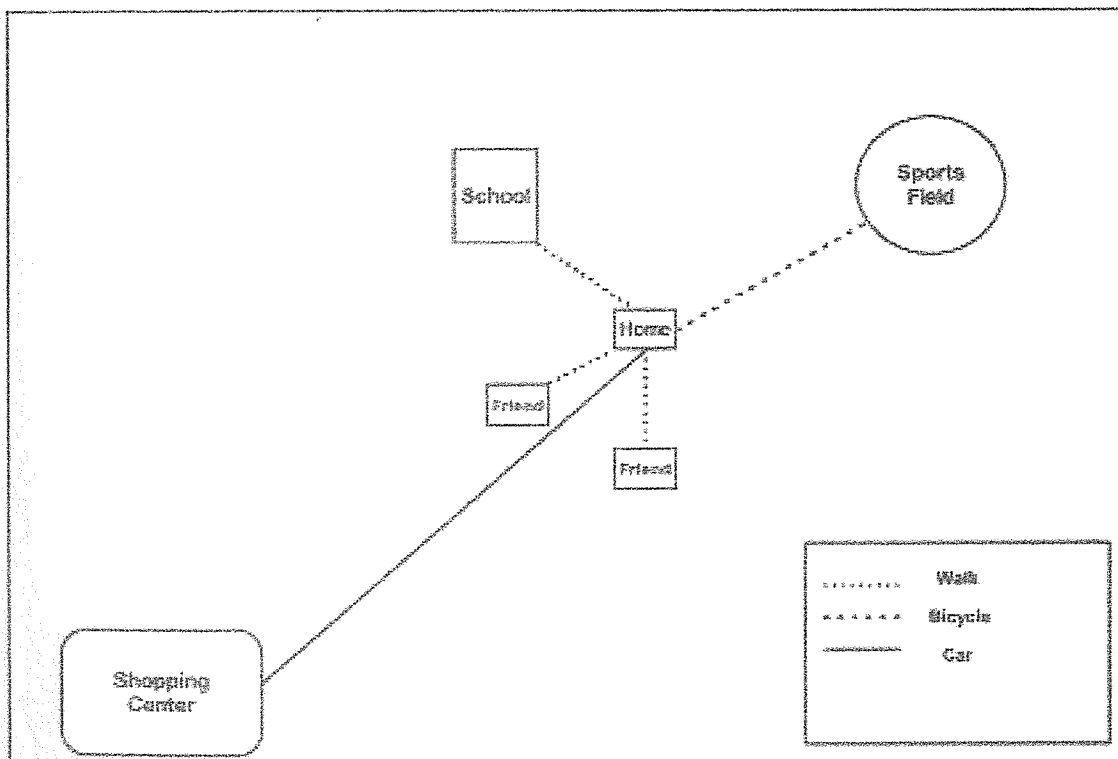 Sports
Field
School
Home
Friend
Friend
Walk
Bicycle
Car
Shopping
Center